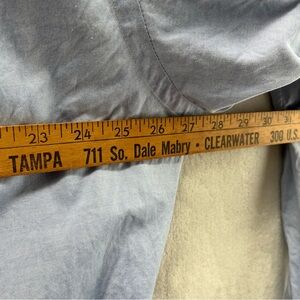 23 24 25 26 27 28 29 30 31
TAMPA 711 So. Dale Mabry • CLEARWATER 300 U.S.